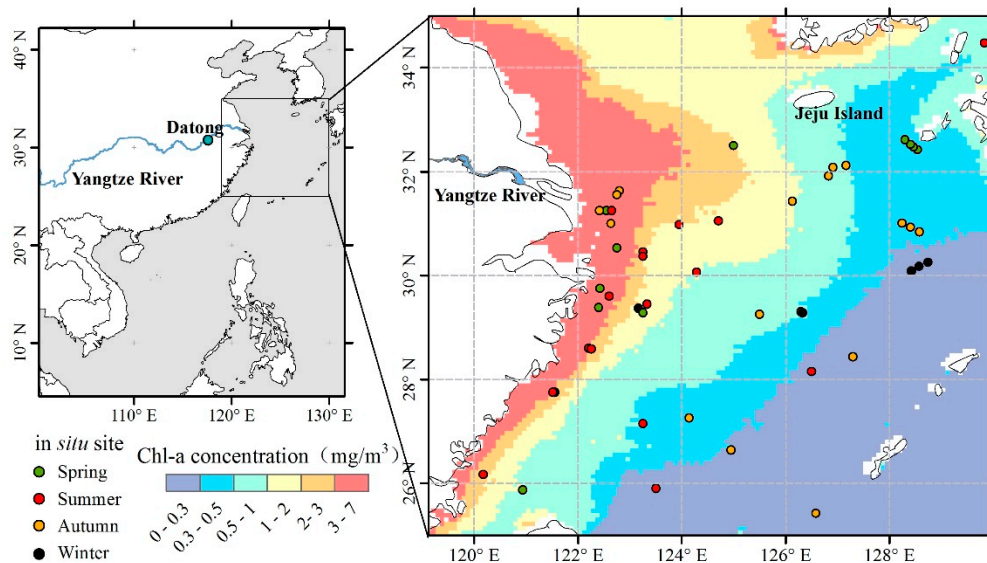 40° N
30° N
20° N
10° N
110° E
120° E
130° E
Datong
Yangtze River
in situ site
Spring
Summer
Autumn
Winter
Chl-a concentration（mg/m³）
0 - 0.3
0.3 - 0.5
0.5 - 1
1 - 2
2- 3
3 - 7
34° N
32° N
30° N
28° N
26° N
120° E
122° E
124° E
126° E
128° E
Jeju Island
Yangtze River